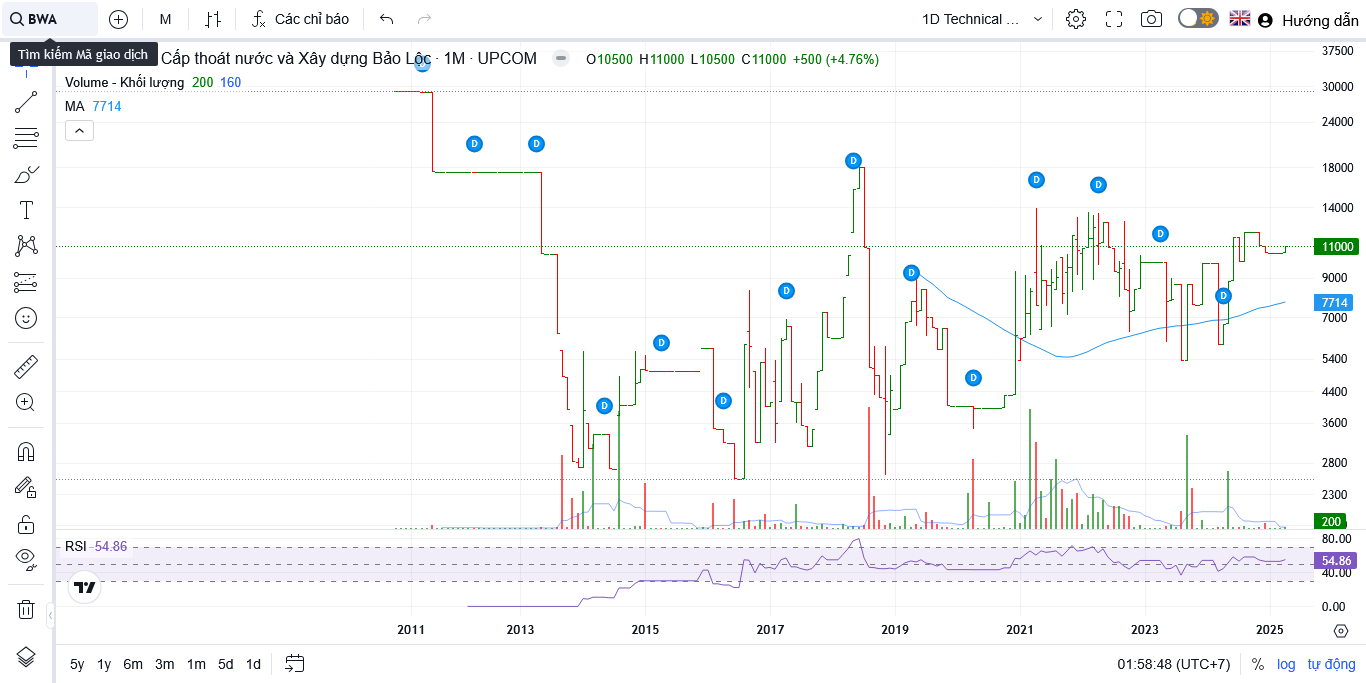 BWA
M
Các chỉ báo
1D Technical ...
Hướng dẫn
Tìm kiếm Mã giao dịch
Cấp thoát nước và Xây dựng Bảo Lộc · 1M · UPCOM
O10500 H11000 L10500 C11000 +500 (+4.76%)
Volume - Khối lượng 200 160
MA 7714
37500
30000
24000
18000
14000
11000
9000
7714
7000
5400
4400
3600
2800
2300
200
D
D
D
D
D
D
D
D
D
D
D
D
D
RSI 54.86
80.00
54.86
40.00
0.00
2011
2013
2015
2017
2019
2021
2023
2025
5y 1y 6m 3m 1m 5d 1d
01:58:48 (UTC+7)
% log tự động